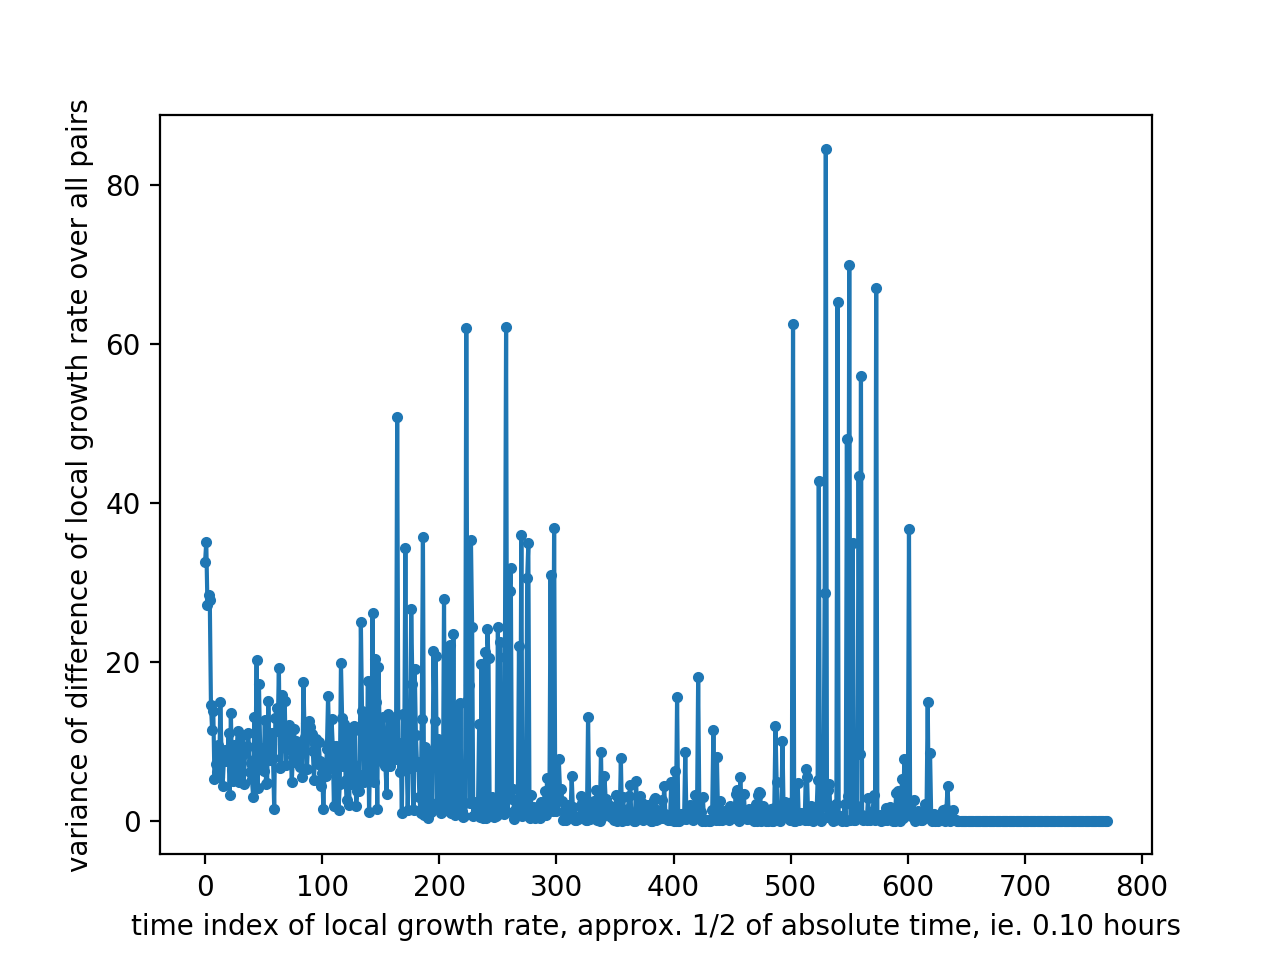 variance of difference of local growth rate over all pairs
80
60
40
20
0
0 100 200 300 400 500 600 700 800
time index of local growth rate, approx. 1/2 of absolute time, ie. 0.10 hours